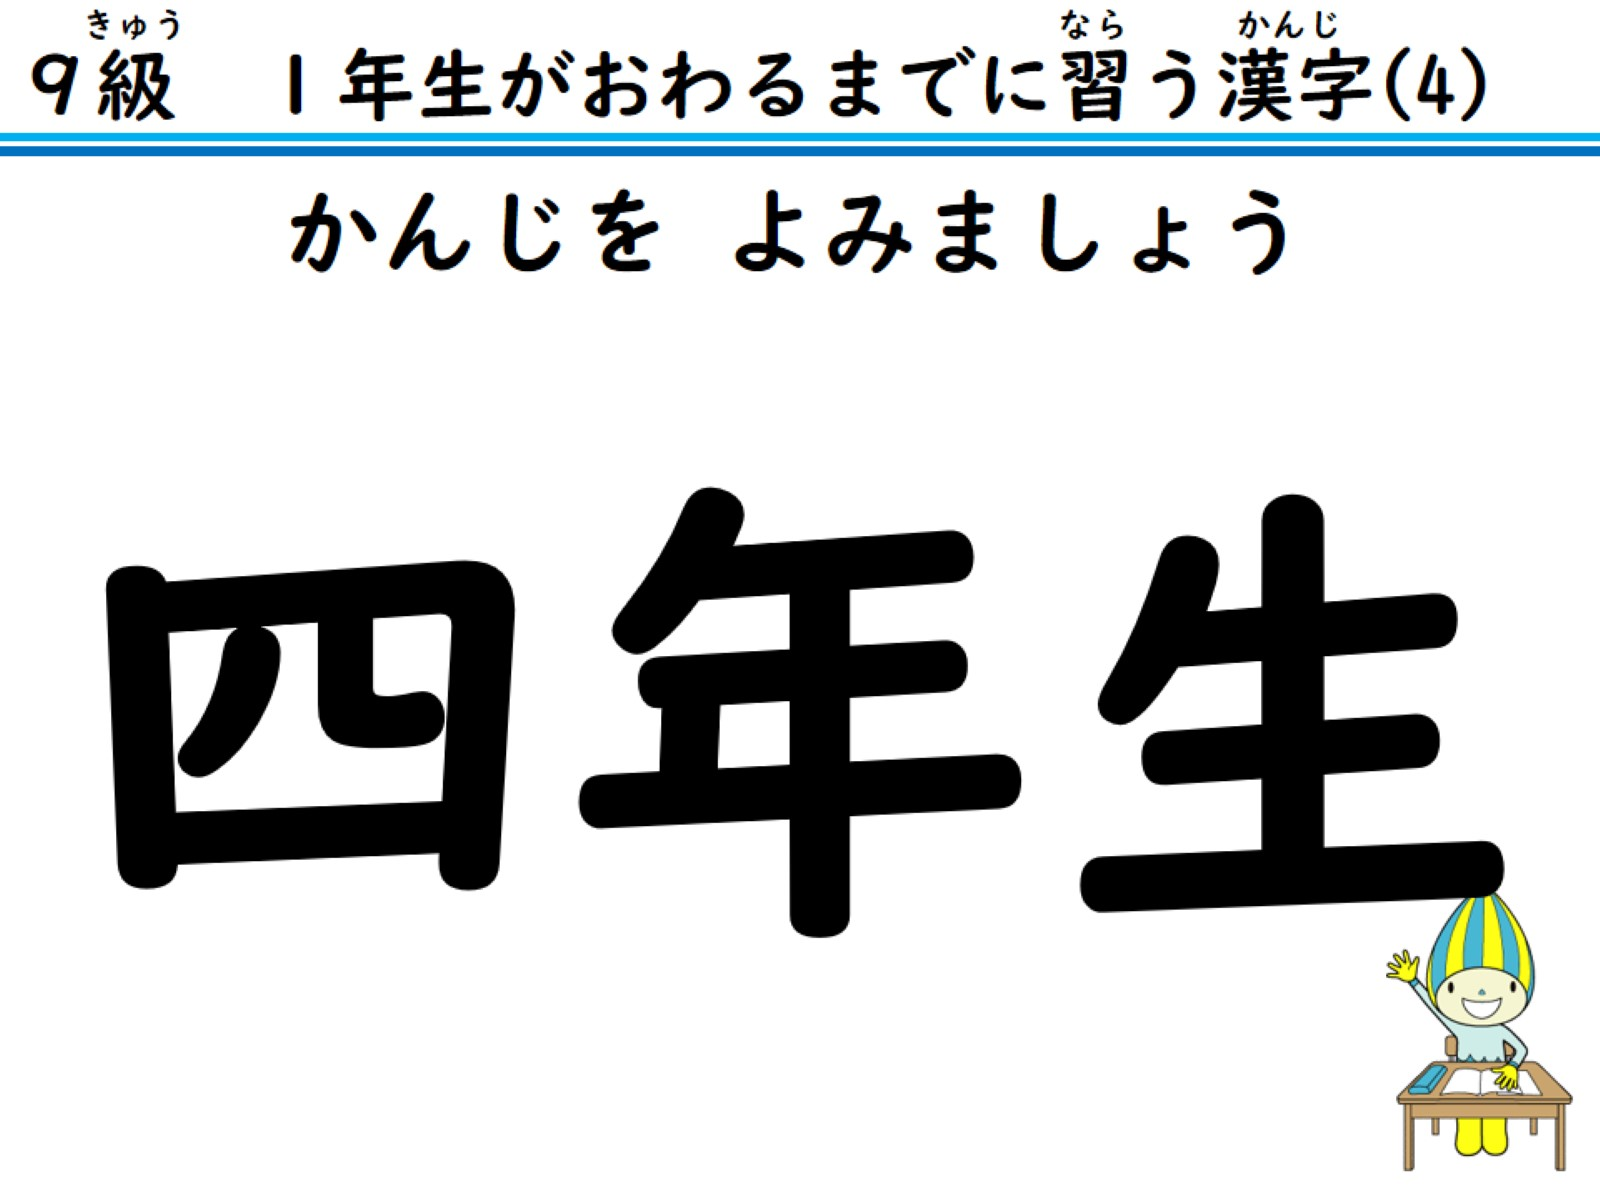 きゅう なら かんじ
9級 1年生がおわるまでに習う漢字(4)
かんじを よみましょう
四年生